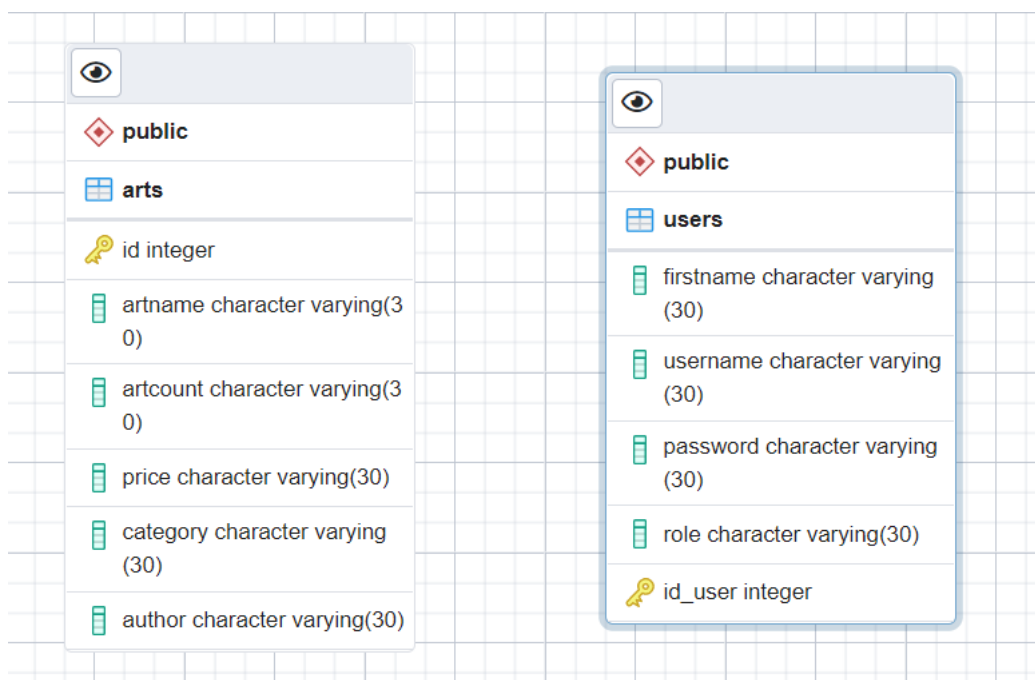 public
arts
id integer
artname character varying(3
0)
artcount character varying(3
0)
price character varying(30)
category character varying
(30)
author character varying(30)
public
users
firstname character varying
(30)
username character varying
(30)
password character varying
(30)
role character varying(30)
id_user integer